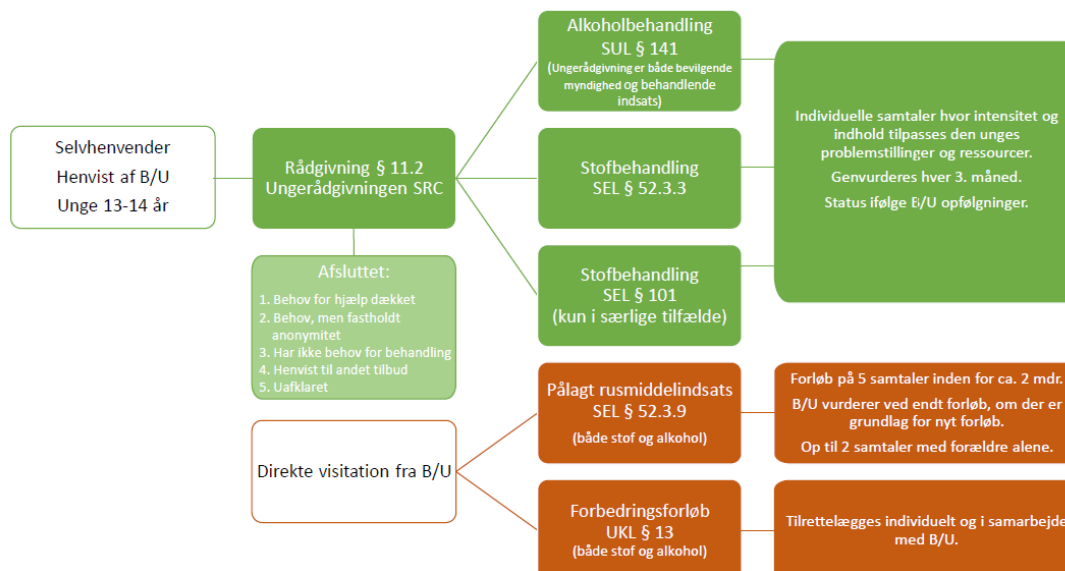 Selvhenvender
Henvist af B/U
Unge 13-14 år
Rådgivning § 11.2
Ungerådgivningen SRC
Afsluttet:
1. Behov for hjælp dækket
2. Behov, men fastholdt
anonymitet
3. Har ikke behov for behandling
4. Henvist til andet tilbud
5. Uafklaret
Alkoholbehandling
SUL § 141
(Ungerådgivning er både bevilgende
myndighed og behandlende
indsats)
Stofbehandling
SEL § 52.3.3
Stofbehandling
SEL § 101
(kun i særlige tilfælde)
Individuelle samtaler hvor intensitet og
indhold tilpasses den unges
problemstillinger og ressourcer.
Genvurderes hver 3. måned.
Status ifølge B/U opfølgninger.
Direkte visitation fra B/U
Pålagt rusmiddelindsats
SEL § 52.3.9
(både stof og alkohol)
Forløb på 5 samtaler inden for ca. 2 mdr.
B/U vurderer ved endt forløb, om der er
grundlag for nyt forløb.
Op til 2 samtaler med forældre alene.
Forbedringsforløb
UKL § 13
(både stof og alkohol)
Tilrettelægges individuelt og i samarbejde
med B/U.